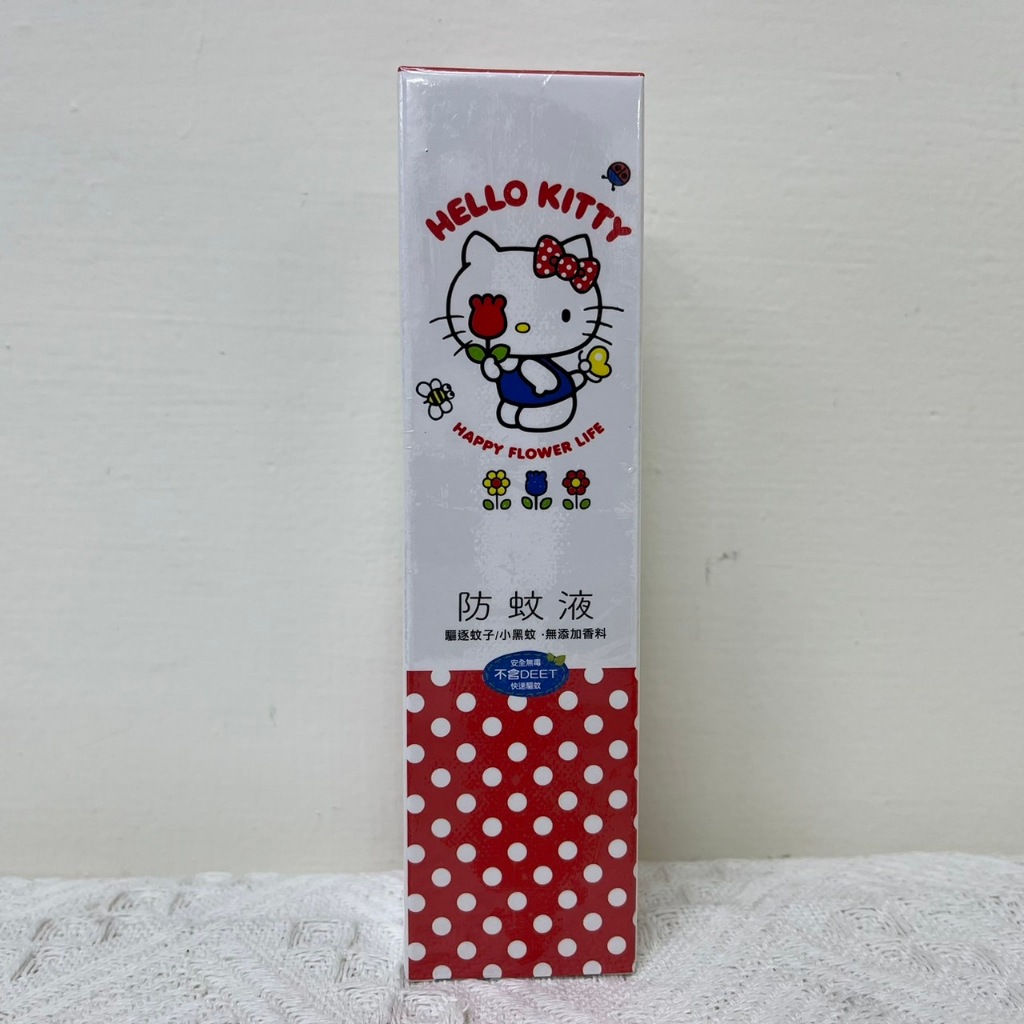 HELLO KITTY
HAPPY FLOWER LIFE
防蚊液
驅逐蚊子/小黑蚊 ·無添加香料
安全無毒
不含DEET
快速驅蚊